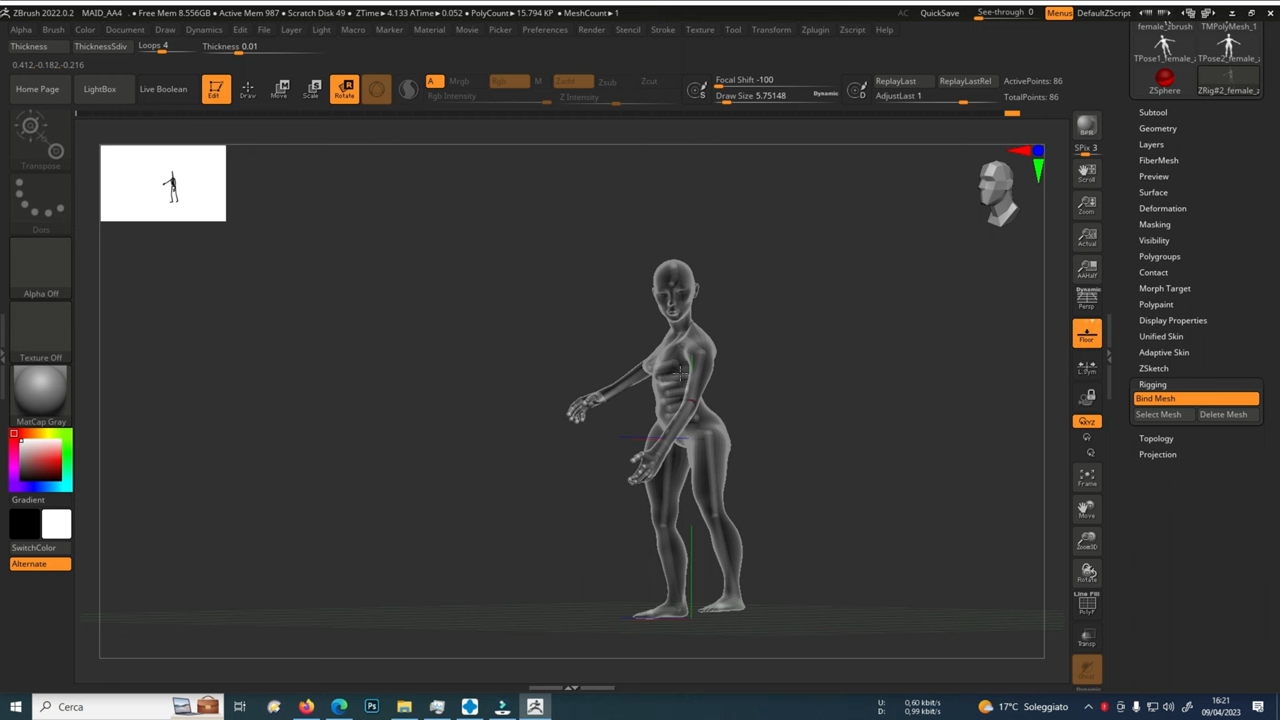 ZBrush 2022.0.2 MAID_AA4 . • Free Mem 8.556GB • Active Mem 987 • Scratch Disk 49 • ZTime▸4.133 ATime▸0.052 • PolyCount▸15.794 KP • MeshCount▸1 AC QuickSave See-through 0 Menus DefaultZScript
Alpha Brush Color Document Draw Dynamics Edit File Layer Light Macro Marker Material Movie Picker Preferences Render Stencil Stroke Texture Tool Transform Zplugin Zscript Help
Thickness ThicknessSdiv Loops 4 Thickness 0.01
0.412,-0.182,-0.216
Home Page LightBox Live Boolean Edit Draw Move Scale Rotate A Mrgb Rgb M Zadd Zsub Zcut
Rgb Intensity Z Intensity
Focal Shift -100
Draw Size 5.75148 Dynamic
ReplayLast ReplayLastRel ActivePoints: 86
AdjustLast 1 TotalPoints: 86
Transpose
Dots
Alpha Off
Texture Off
MatCap Gray
Gradient
SwitchColor
Alternate
BPR
SPix 3
Scroll
Zoom
Actual
AAHalf
Dynamic
Persp
Floor
L.Sym
XYZ
Frame
Move
Zoom3D
Rotate
Line Fill
PolyF
Transp
Dynamic
female_zbrush TMPolyMesh_1
TPose1_female_z TPose2_female_z
ZSphere ZRig#2_female_z
Subtool
Geometry
Layers
FiberMesh
Preview
Surface
Deformation
Masking
Visibility
Polygroups
Contact
Morph Target
Polypaint
Display Properties
Unified Skin
Adaptive Skin
ZSketch
Rigging
Bind Mesh
Select Mesh Delete Mesh
Topology
Projection
Cerca
U: 0,60 kbit/s
D: 0,99 kbit/s
17°C Soleggiato
16:21
09/04/2023